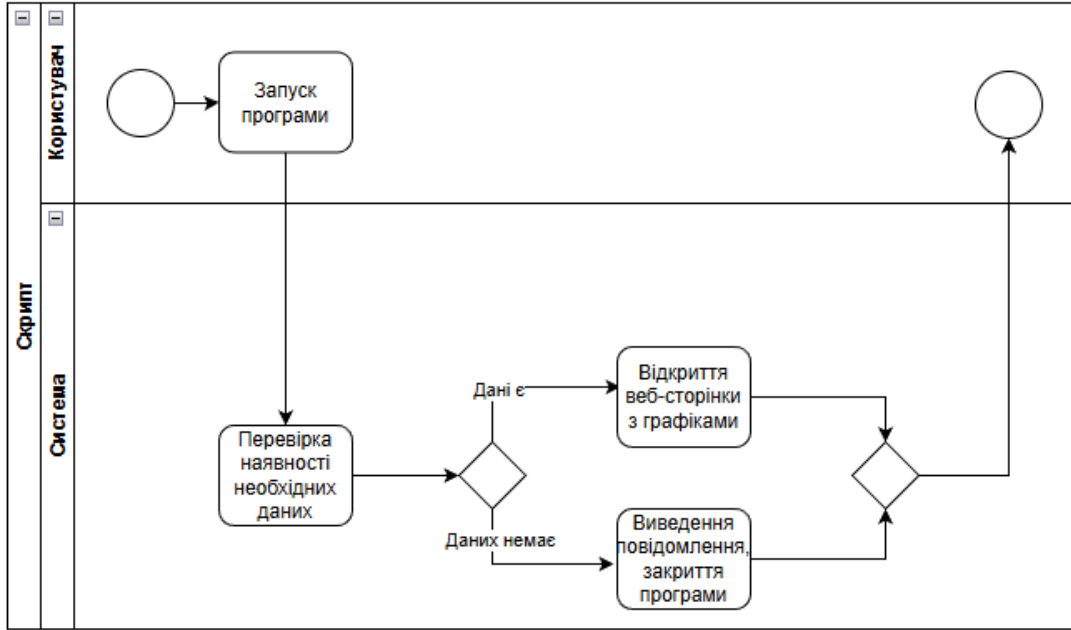 Скрипт
Користувач
Запуск
програми
Система
Перевірка
наявності
необхідних
даних
Дані є
Відкриття
веб-сторінки
з графіками
Даних немає
Виведення
повідомлення,
закриття
програми